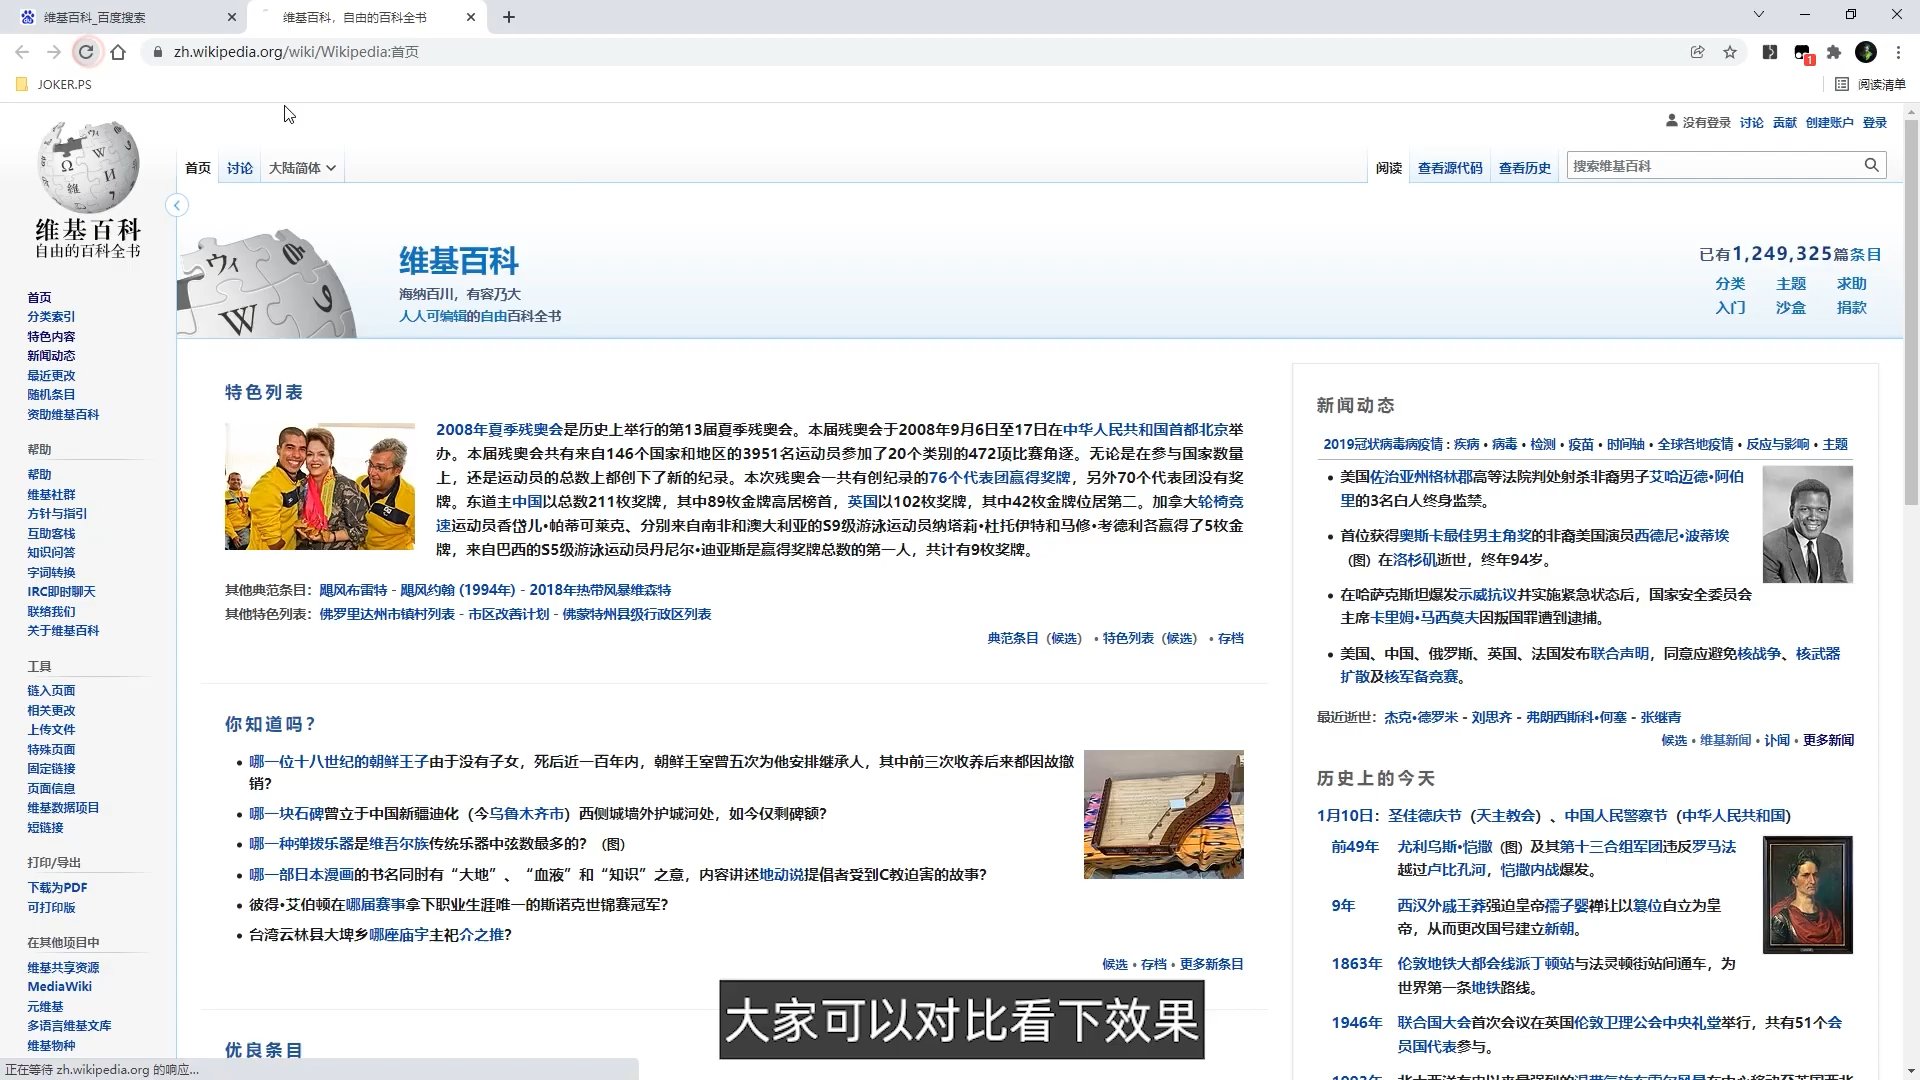 维基百科_百度搜索
维基百科，自由的百科全书
zh.wikipedia.org/wiki/Wikipedia:首页
1
JOKER.PS
阅读清单
没有登录 讨论 贡献 创建账户 登录
维基百科
自由的百科全书
首页 讨论 大陆简体
阅读 查看源代码 查看历史 搜索维基百科
首页
分类索引
特色内容
新闻动态
最近更改
随机条目
资助维基百科
帮助
帮助
维基社群
方针与指引
互助客栈
知识问答
字词转换
IRC即时聊天
联络我们
关于维基百科
工具
链入页面
相关更改
上传文件
特殊页面
固定链接
页面信息
维基数据项目
短链接
打印/导出
下载为PDF
可打印版
在其他项目中
维基共享资源
MediaWiki
元维基
多语言维基文库
维基物种
维基百科
海纳百川，有容乃大
人人可编辑的自由百科全书
已有1,249,325篇条目
分类 主题 求助
入门 沙盒 捐款
特色列表
2008年夏季残奥会是历史上举行的第13届夏季残奥会。本届残奥会于2008年9月6日至17日在中华人民共和国首都北京举
办。本届残奥会共有来自146个国家和地区的3951名运动员参加了20个类别的472项比赛角逐。无论是在参与国家数量
上，还是运动员的总数上都创下了新的纪录。本次残奥会一共有创纪录的76个代表团赢得奖牌，另外70个代表团没有奖
牌。东道主中国以总数211枚奖牌，其中89枚金牌高居榜首，英国以102枚奖牌，其中42枚金牌位居第二。加拿大轮椅竞
速运动员香岱儿•帕蒂可莱克、分别来自南非和澳大利亚的S9级游泳运动员纳塔莉•杜托伊特和马修•考德利各赢得了5枚金
牌，来自巴西的S5级游泳运动员丹尼尔•迪亚斯是赢得奖牌总数的第一人，共计有9枚奖牌。
其他典范条目：飓风布雷特 - 飓风约翰 (1994年) - 2018年热带风暴维森特
其他特色列表：佛罗里达州市镇村列表 - 市区改善计划 - 佛蒙特州县级行政区列表
典范条目（候选） • 特色列表（候选） • 存档
你知道吗？
• 哪一位十八世纪的朝鲜王子由于没有子女，死后近一百年内，朝鲜王室曾五次为他安排继承人，其中前三次收养后来都因故撤
销？
• 哪一块石碑曾立于中国新疆迪化（今乌鲁木齐市）西侧城墙外护城河处，如今仅剩碑额？
• 哪一种弹拨乐器是维吾尔族传统乐器中弦数最多的？（图）
• 哪一部日本漫画的书名同时有“大地”、“血液”和“知识”之意，内容讲述地动说提倡者受到C教迫害的故事？
• 彼得•艾伯顿在哪届赛事拿下职业生涯唯一的斯诺克世锦赛冠军？
• 台湾云林县大埤乡哪座庙宇主祀介之推？
候选 • 存档 • 更多新条目
优良条目
新闻动态
2019冠状病毒病疫情：疾病 • 病毒 • 检测 • 疫苗 • 时间轴 • 全球各地疫情 • 反应与影响 • 主题
• 美国佐治亚州格林郡高等法院判处射杀非裔男子艾哈迈德•阿伯
里的3名白人终身监禁。
• 首位获得奥斯卡最佳男主角奖的非裔美国演员西德尼•波蒂埃
（图）在洛杉矶逝世，终年94岁。
• 在哈萨克斯坦爆发示威抗议并实施紧急状态后，国家安全委员会
主席卡里姆•马西莫夫因叛国罪遭到逮捕。
• 美国、中国、俄罗斯、英国、法国发布联合声明，同意应避免核战争、核武器
扩散及核军备竞赛。
最近逝世：杰克•德罗米 - 刘思齐 - 弗朗西斯科•何塞 - 张继青
候选 • 维基新闻 • 讣闻 • 更多新闻
历史上的今天
1月10日：圣佳德庆节（天主教会）、中国人民警察节（中华人民共和国）
前49年 尤利乌斯•恺撒（图）及其第十三合组军团违反罗马法
越过卢比孔河，恺撒内战爆发。
9年 西汉外戚王莽强迫皇帝孺子婴禅让以篡位自立为皇
帝，从而更改国号建立新朝。
1863年 伦敦地铁大都会线派丁顿站与法灵顿街站间通车，为
世界第一条地铁路线。
1946年 联合国大会首次会议在英国伦敦卫理公会中央礼堂举行，共有51个会
员国代表参与。
大家可以对比看下效果
正在等待 zh.wikipedia.org 的响应...